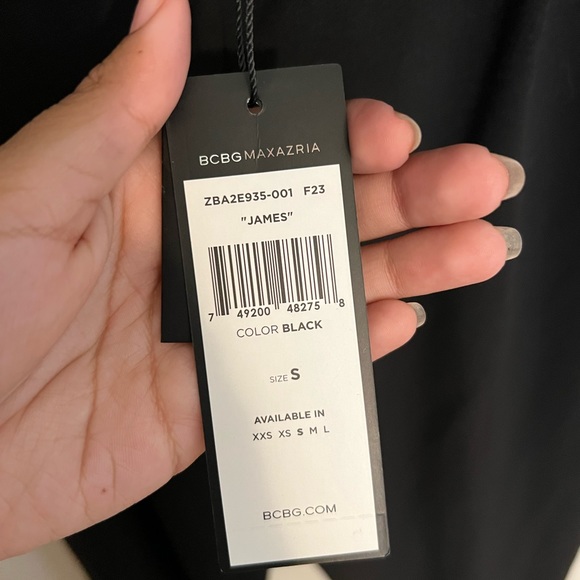 BCBGMAXAZRIA
ZBA2E935-001 F23
"JAMES"
7 49200 48275 8
COLOR BLACK
SIZE S
AVAILABLE IN
XXS XS S M L
BCBG.COM